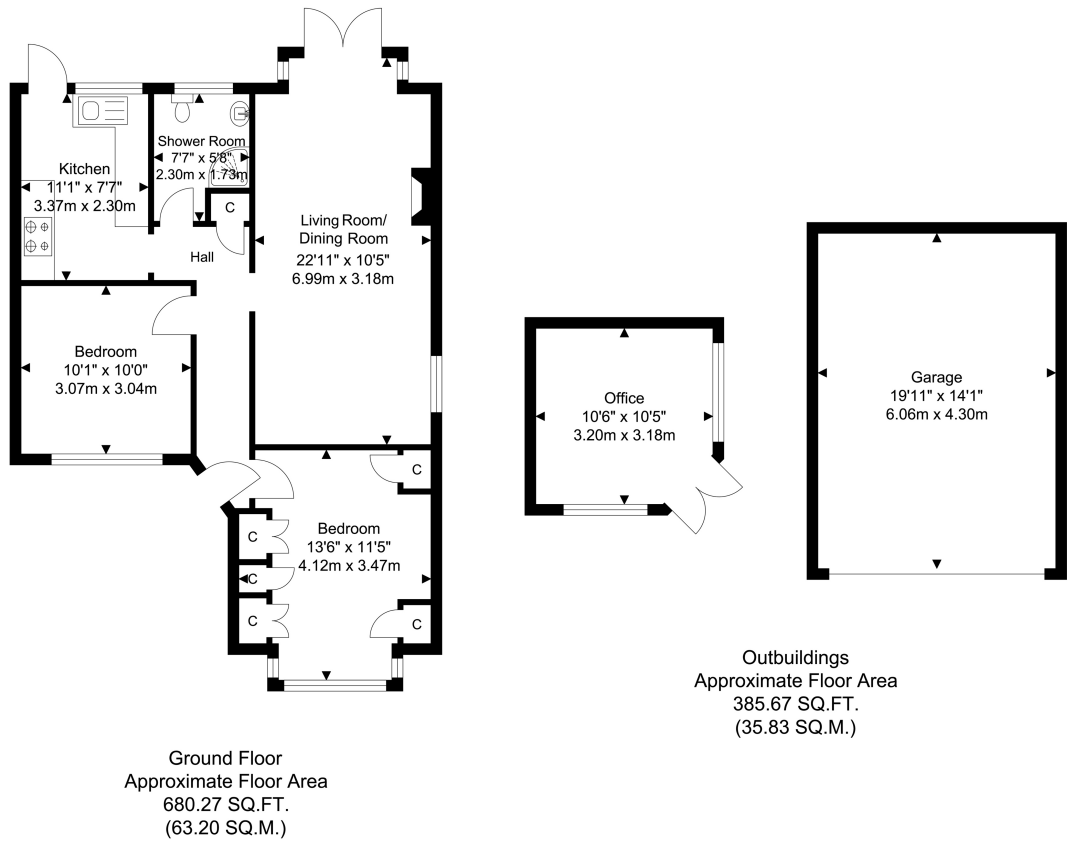 Kitchen
11'1" x 7'7"
3.37m x 2.30m
Shower Room
7'7" x 5'8"
2.30m x 1.73m
C
Hall
Living Room/
Dining Room
22'11" x 10'5"
6.99m x 3.18m
Bedroom
10'1" x 10'0"
3.07m x 3.04m
C
Bedroom
13'6" x 11'5"
4.12m x 3.47m
C
C
C
C
Office
10'6" x 10'5"
3.20m x 3.18m
Garage
19'11" x 14'1"
6.06m x 4.30m
Outbuildings
Approximate Floor Area
385.67 SQ.FT.
(35.83 SQ.M.)
Ground Floor
Approximate Floor Area
680.27 SQ.FT.
(63.20 SQ.M.)